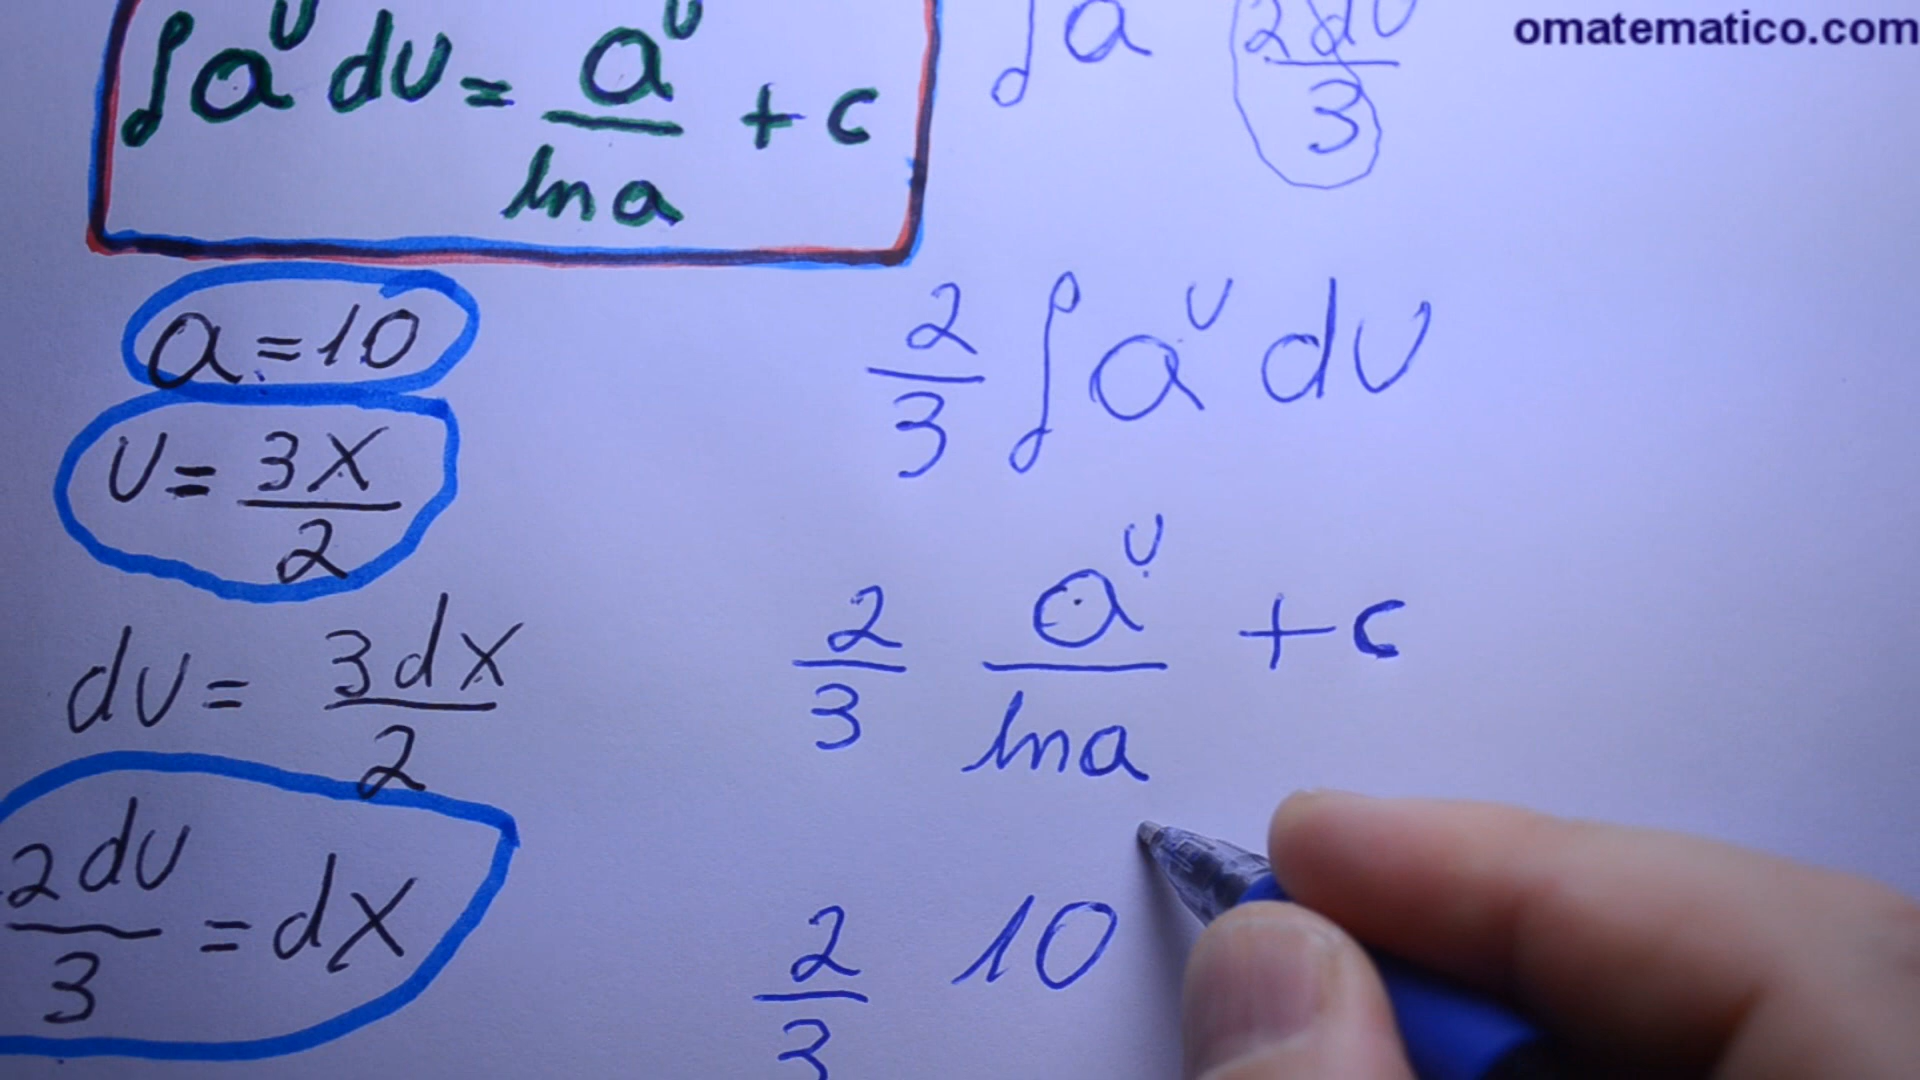 omatematico.com
∫a^u du = a^u/ln a + c
∫a 2du/3
a=10
2/3 ∫a^u du
u= 3x/2
2/3 a^u/ln a + c
du= 3dx/2
2du/3 =dx
2/3 10